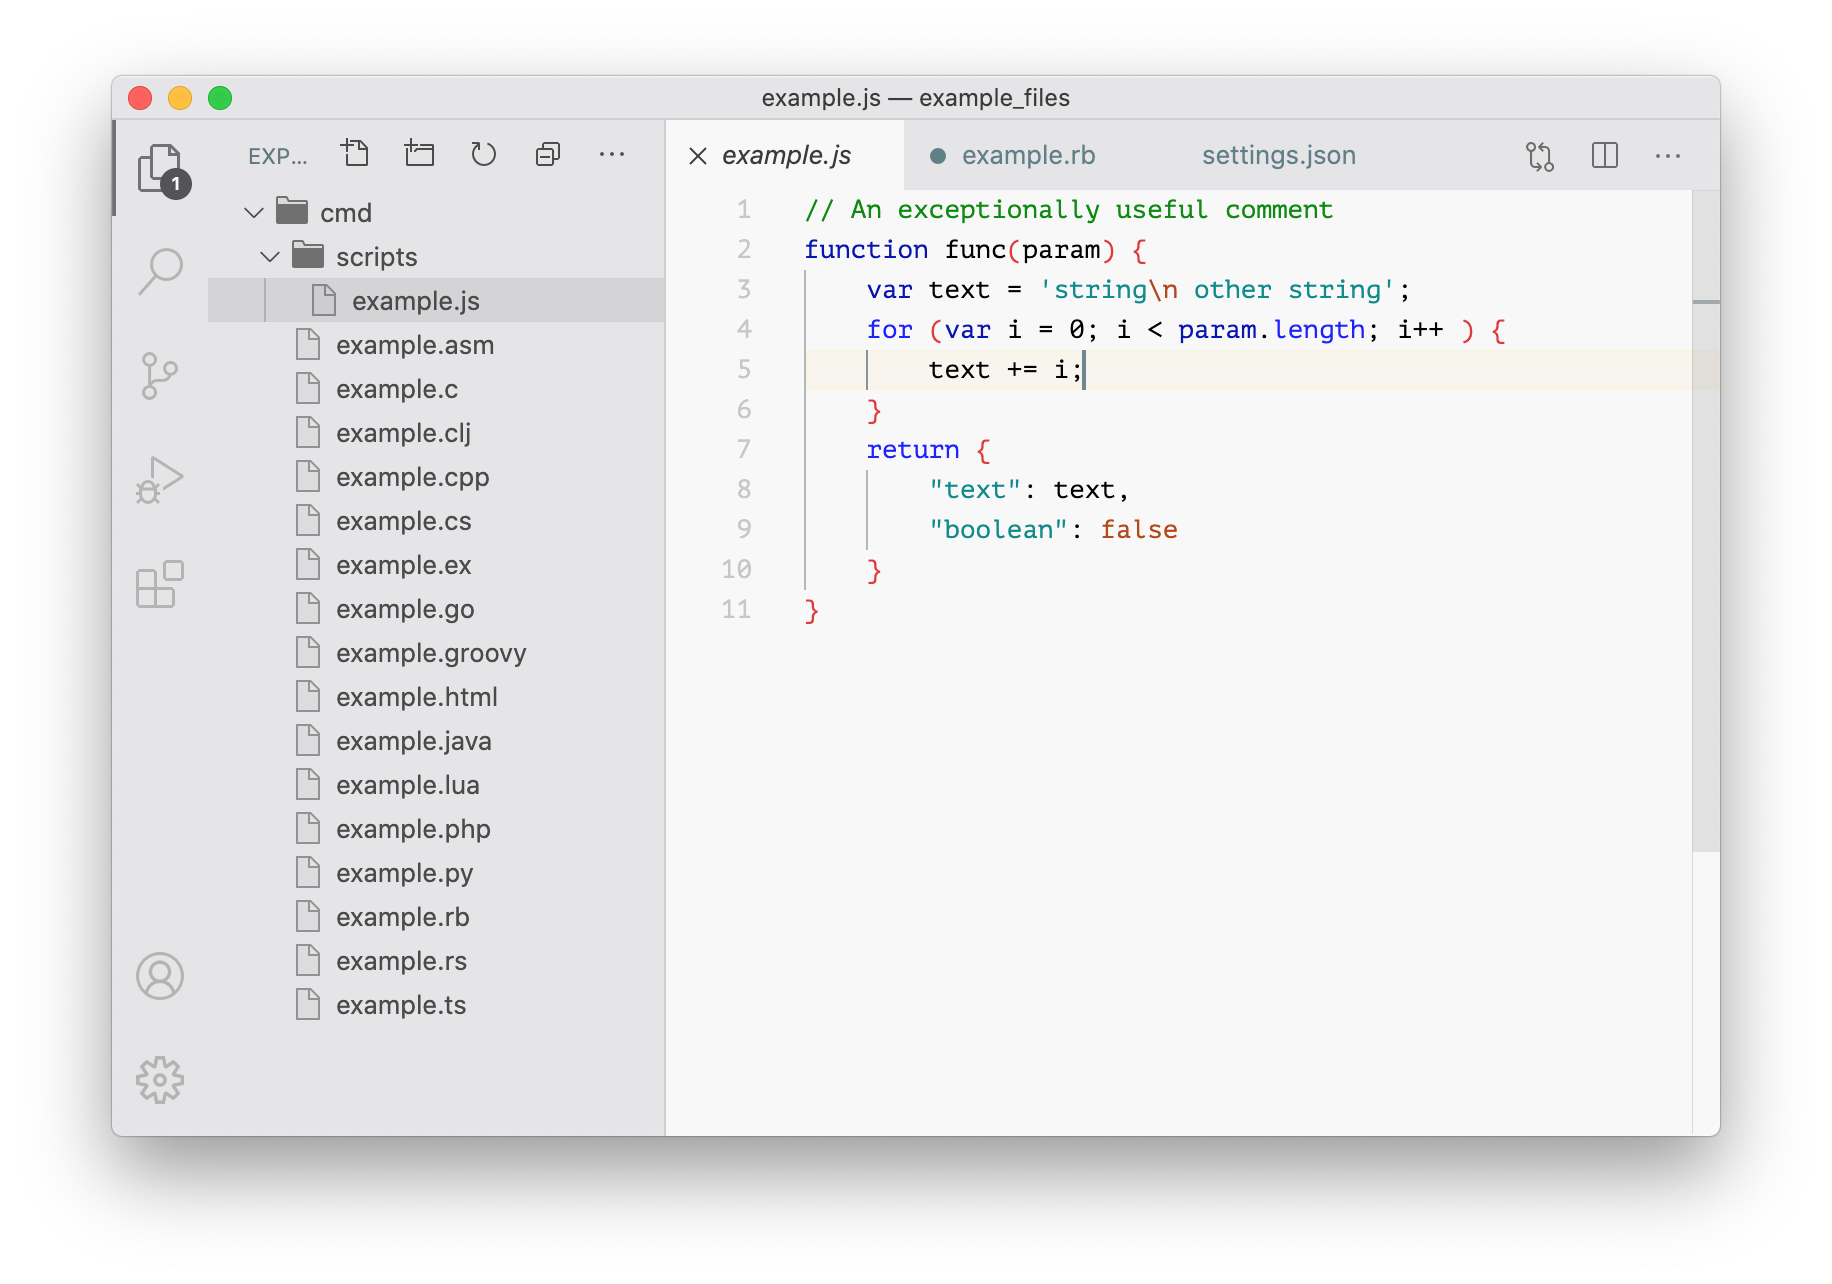 example.js — example_files
EXP...
example.js
example.rb
settings.json
1
cmd
scripts
example.js
example.asm
example.c
example.clj
example.cpp
example.cs
example.ex
example.go
example.groovy
example.html
example.java
example.lua
example.php
example.py
example.rb
example.rs
example.ts
1 // An exceptionally useful comment
2 function func(param) {
3     var text = 'string\n other string';
4     for (var i = 0; i < param.length; i++ ) {
5         text += i;
6     }
7     return {
8         "text": text,
9         "boolean": false
10     }
11 }